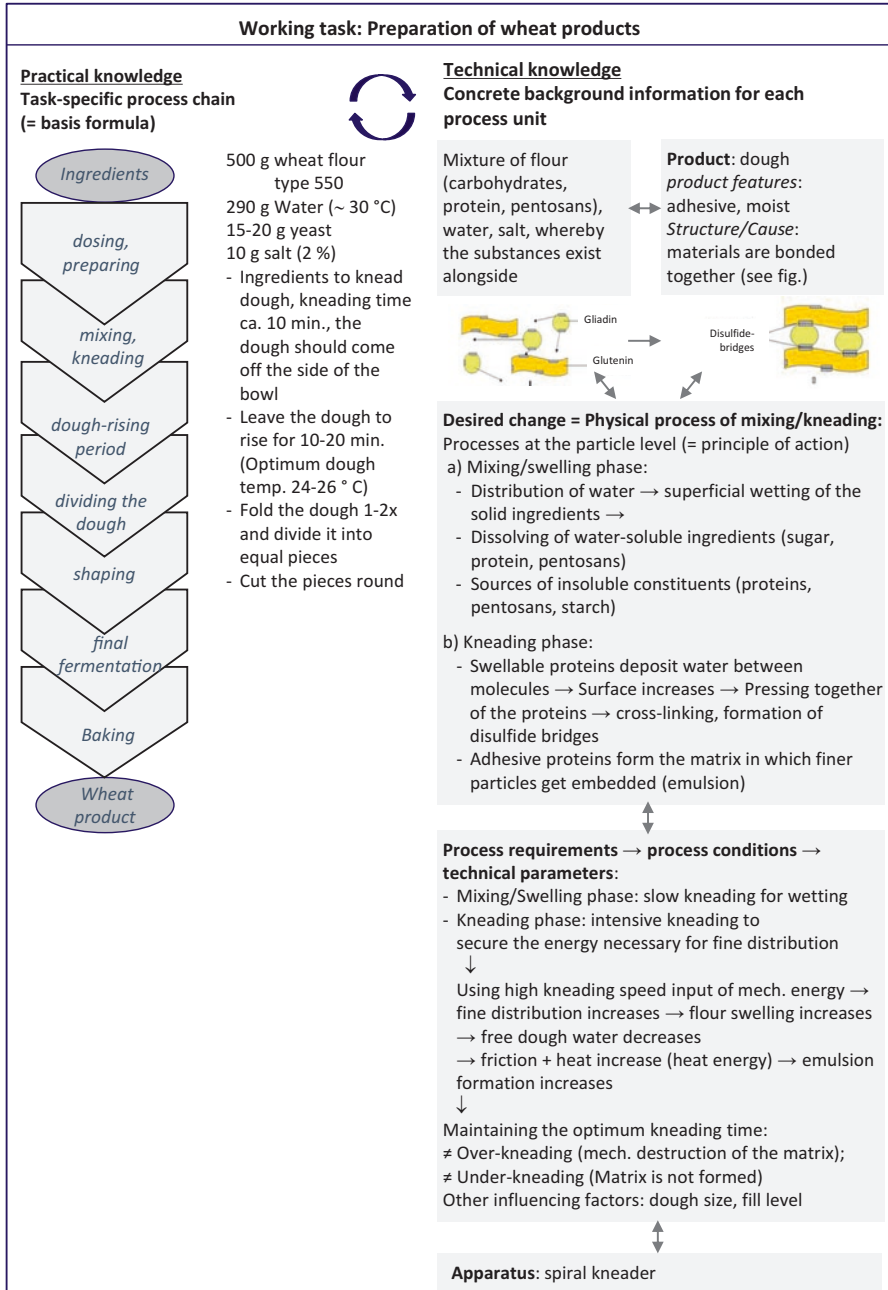 Working task: Preparation of wheat products
Practical knowledge
Task-specific process chain
(= basis formula)
Ingredients
dosing,
preparing
mixing,
kneading
dough-rising
period
dividing the
dough
shaping
final
fermentation
Baking
Wheat
product
500 g wheat flour
type 550
290 g Water (~ 30 °C)
15-20 g yeast
10 g salt (2 %)
- Ingredients to knead
dough, kneading time
ca. 10 min., the
dough should come
off the side of the
bowl
- Leave the dough to
rise for 10-20 min.
(Optimum dough
temp. 24-26 ° C)
- Fold the dough 1-2x
and divide it into
equal pieces
- Cut the pieces round
Technical knowledge
Concrete background information for each
process unit
Mixture of flour
(carbohydrates,
protein, pentosans),
water, salt, whereby
the substances exist
alongside
Product: dough
product features:
adhesive, moist
Structure/Cause:
materials are bonded
together (see fig.)
Gliadin
Glutenin
I
Disulfide-
bridges
II
Desired change = Physical process of mixing/kneading:
Processes at the particle level (= principle of action)
a) Mixing/swelling phase:
- Distribution of water → superficial wetting of the
solid ingredients →
- Dissolving of water-soluble ingredients (sugar,
protein, pentosans)
- Sources of insoluble constituents (proteins,
pentosans, starch)
b) Kneading phase:
- Swellable proteins deposit water between
molecules → Surface increases → Pressing together
of the proteins → cross-linking, formation of
disulfide bridges
- Adhesive proteins form the matrix in which finer
particles get embedded (emulsion)
Process requirements → process conditions →
technical parameters:
- Mixing/Swelling phase: slow kneading for wetting
- Kneading phase: intensive kneading to
secure the energy necessary for fine distribution
↓
Using high kneading speed input of mech. energy →
fine distribution increases → flour swelling increases
→ free dough water decreases
→ friction + heat increase (heat energy) → emulsion
formation increases
↓
Maintaining the optimum kneading time:
≠ Over-kneading (mech. destruction of the matrix);
≠ Under-kneading (Matrix is not formed)
Other influencing factors: dough size, fill level
Apparatus: spiral kneader